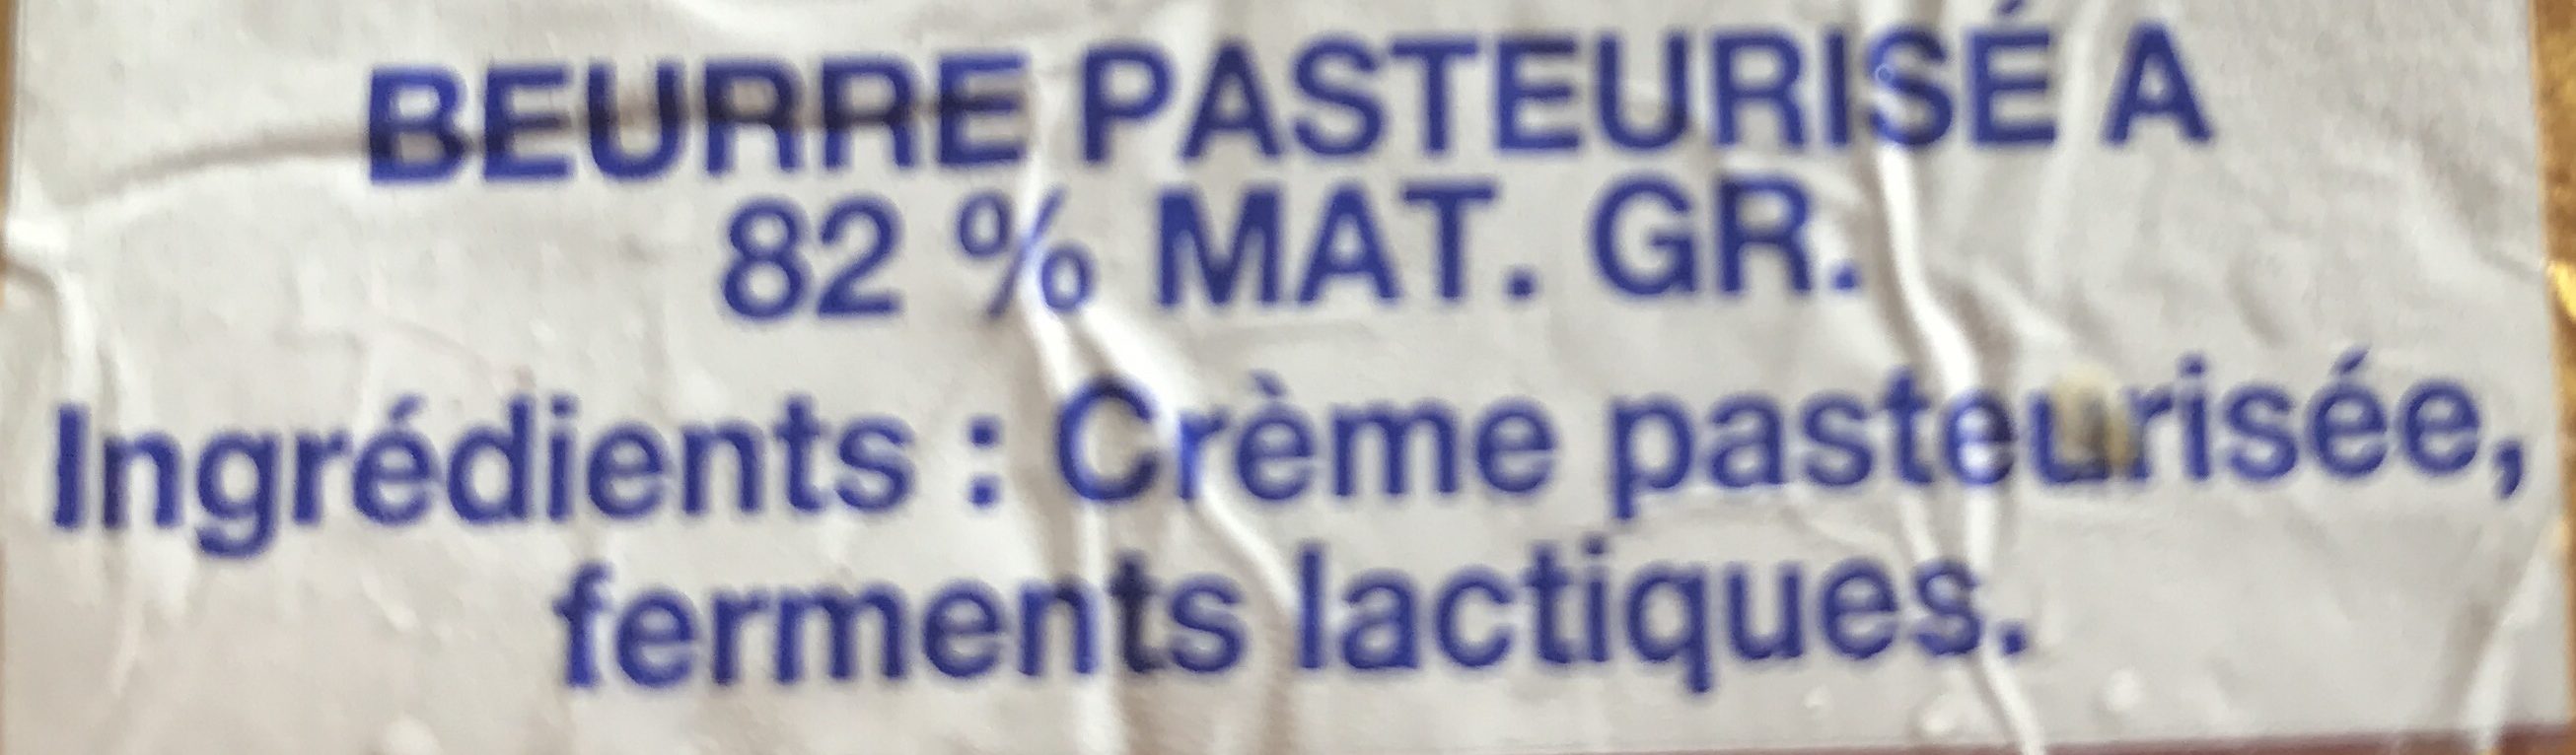 BEURRE PASTEURISÉ A
82 % MAT. GR.
Ingrédients : Crème pasteurisée,
ferments lactiques.